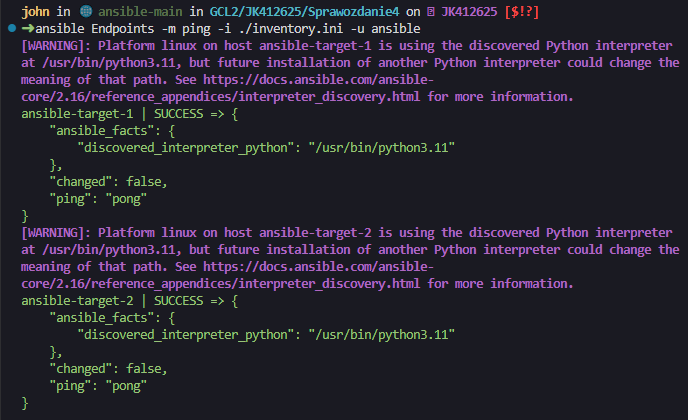 john in 🌐 ansible-main in GCL2/JK412625/Sprawozdanie4 on JK412625 [$!?]
➜ansible Endpoints -m ping -i ./inventory.ini -u ansible
[WARNING]: Platform linux on host ansible-target-1 is using the discovered Python interpreter
at /usr/bin/python3.11, but future installation of another Python interpreter could change the
meaning of that path. See https://docs.ansible.com/ansible-
core/2.16/reference_appendices/interpreter_discovery.html for more information.
ansible-target-1 | SUCCESS => {
    "ansible_facts": {
        "discovered_interpreter_python": "/usr/bin/python3.11"
    },
    "changed": false,
    "ping": "pong"
}
[WARNING]: Platform linux on host ansible-target-2 is using the discovered Python interpreter
at /usr/bin/python3.11, but future installation of another Python interpreter could change the
meaning of that path. See https://docs.ansible.com/ansible-
core/2.16/reference_appendices/interpreter_discovery.html for more information.
ansible-target-2 | SUCCESS => {
    "ansible_facts": {
        "discovered_interpreter_python": "/usr/bin/python3.11"
    },
    "changed": false,
    "ping": "pong"
}